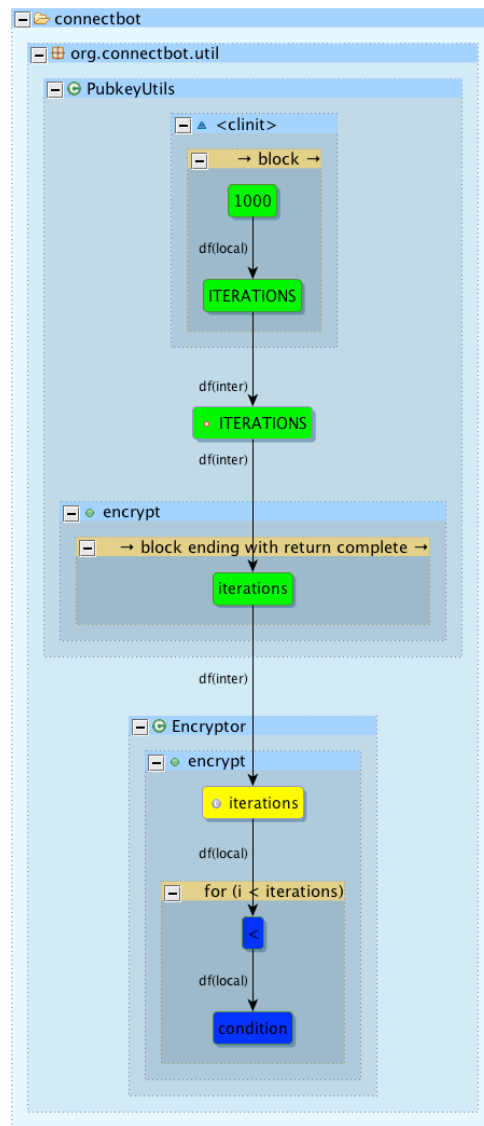 connectbot
org.connectbot.util
PubkeyUtils
<clinit>
→ block →
1000
df(local)
ITERATIONS
df(inter)
ITERATIONS
df(inter)
encrypt
→ block ending with return complete →
iterations
df(inter)
Encryptor
encrypt
iterations
df(local)
for (i < iterations)
<
df(local)
condition